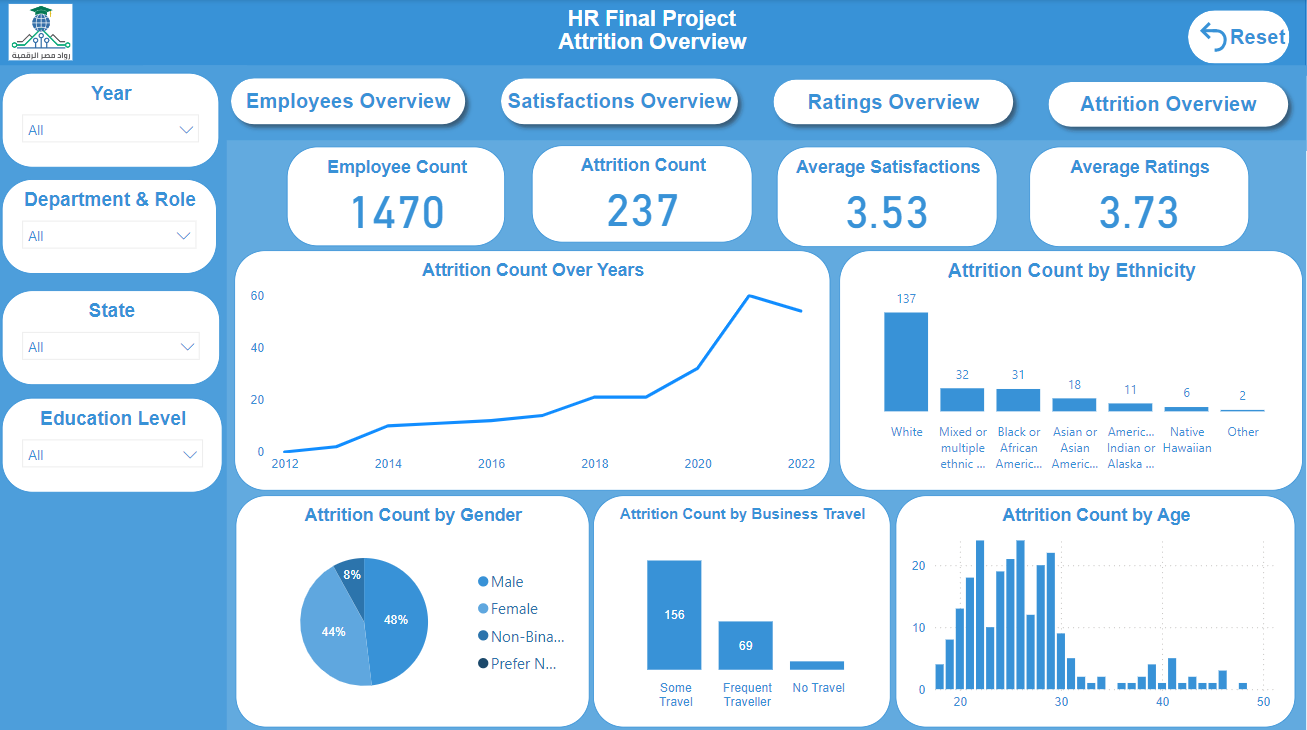 رواد مصر الرقمية
HR Final Project
Attrition Overview
Reset
Year
All
Department & Role
All
State
All
Education Level
All
Employees Overview
Satisfactions Overview
Ratings Overview
Attrition Overview
Employee Count
1470
Attrition Count
237
Average Satisfactions
3.53
Average Ratings
3.73
Attrition Count Over Years
60
40
20
0
2012
2014
2016
2018
2020
2022
Attrition Count by Ethnicity
137
32
31
18
11
6
2
White
Mixed or
multiple
ethnic ...
Black or
African
Americ...
Asian or
Asian
Americ...
Americ...
Indian or
Alaska ...
Native
Hawaiian
Other
Attrition Count by Gender
8%
44%
48%
Male
Female
Non-Bina...
Prefer N...
Attrition Count by Business Travel
156
69
Some
Travel
Frequent
Traveller
No Travel
Attrition Count by Age
20
10
0
20
30
40
50